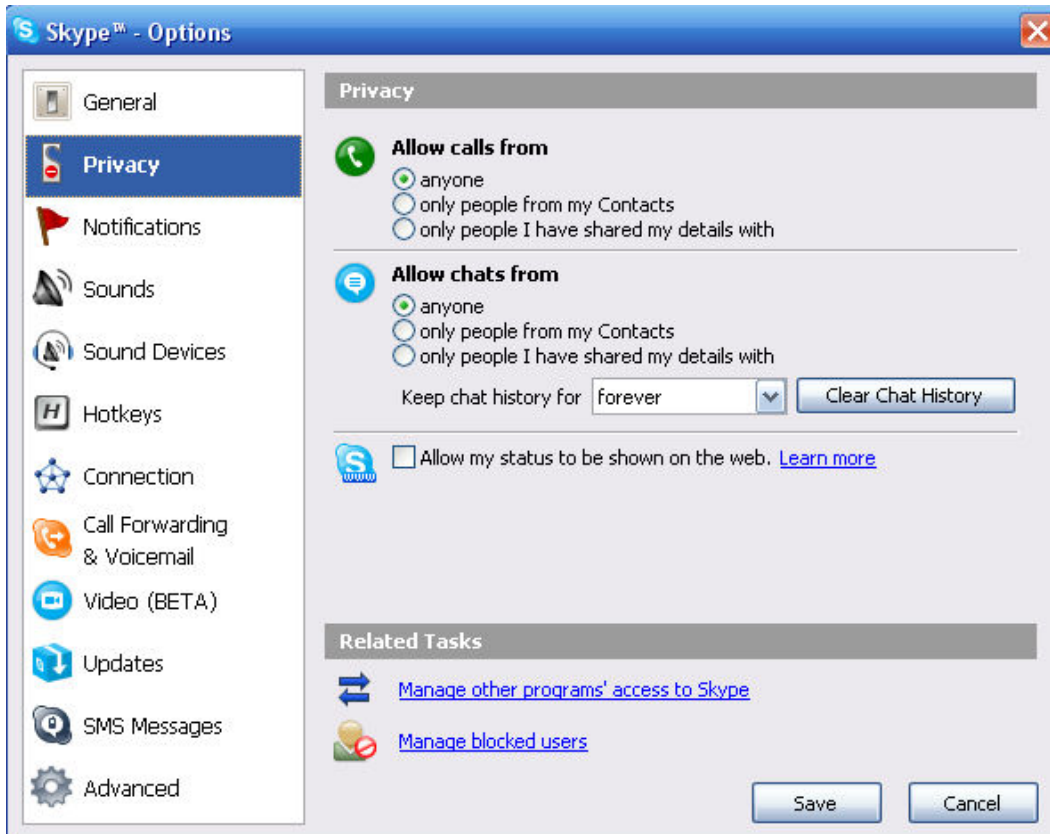 Skype™ - Options
General
Privacy
Notifications
Sounds
Sound Devices
H
Hotkeys
Connection
Call Forwarding
& Voicemail
Video (BETA)
Updates
SMS Messages
Advanced
Privacy
Allow calls from
anyone
only people from my Contacts
only people I have shared my details with
Allow chats from
anyone
only people from my Contacts
only people I have shared my details with
Keep chat history for forever Clear Chat History
www
Allow my status to be shown on the web. Learn more
Related Tasks
Manage other programs' access to Skype
Manage blocked users
Save Cancel